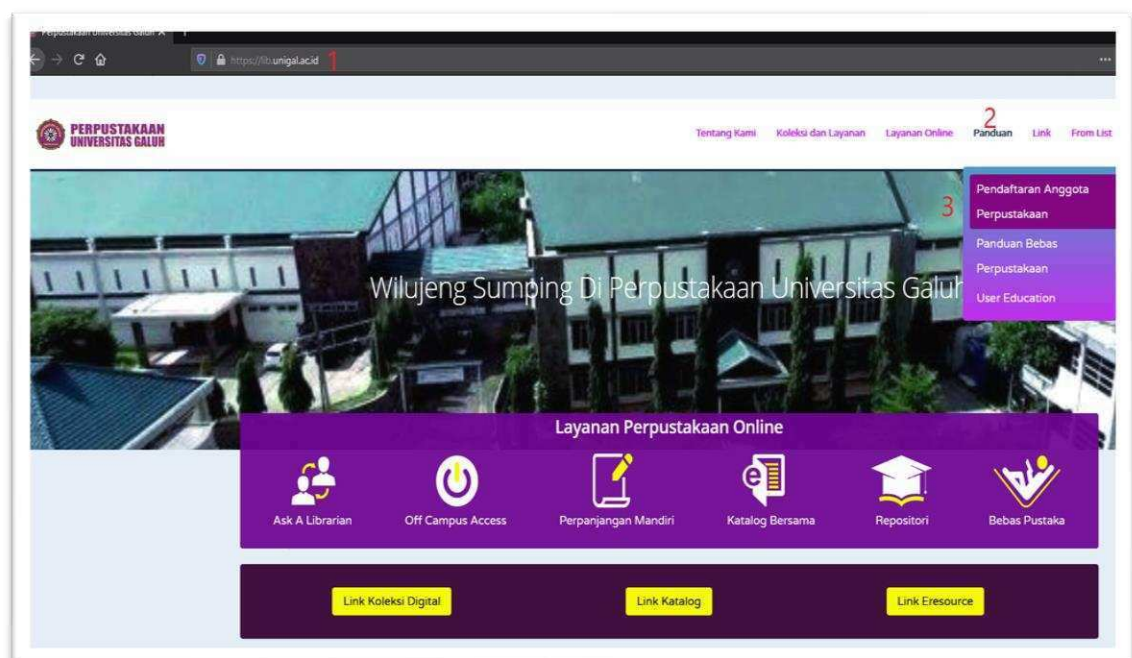 Perpustakaan Universitas Galuh
https://lib.unigal.ac.id 1
PERPUSTAKAAN
UNIVERSITAS GALUH
2
Tentang Kami Koleksi dan Layanan Layanan Online Panduan Link From List
3
Pendaftaran Anggota
Perpustakaan
Panduan Bebas
Perpustakaan
User Education
Wilujeng Sumping Di Perpustakaan Universitas Galuh
Layanan Perpustakaan Online
Ask A Librarian Off Campus Access Perpanjangan Mandiri Katalog Bersama Repositori Bebas Pustaka
Link Koleksi Digital Link Katalog Link Eresource